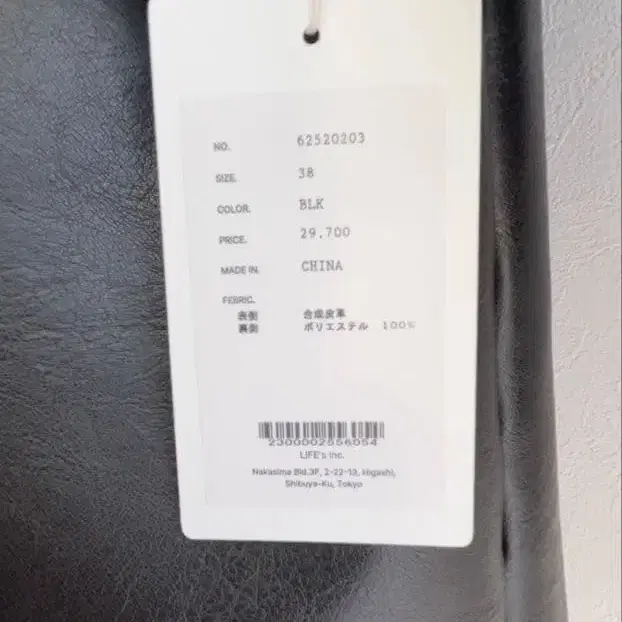 NO. 62520203
SIZE. 38
COLOR. BLK
PRICE. 29,700
MADE IN. CHINA
FEBRIC.
表側 合成皮革
裏側 ポリエステル 100%
2300002556054
LIFE's Inc.
Nakasima Bld.3F, 2-22-13, Higashi,
Shibuya-Ku, Tokyo